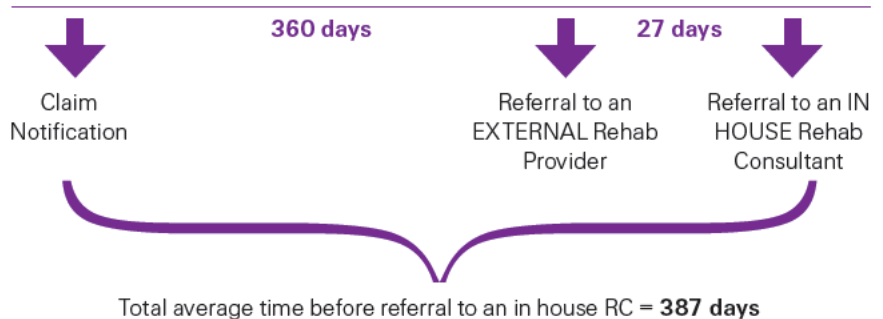 360 days
27 days
Claim
Notification
Referral to an
EXTERNAL Rehab
Provider
Referral to an IN
HOUSE Rehab
Consultant
Total average time before referral to an in house RC = 387 days